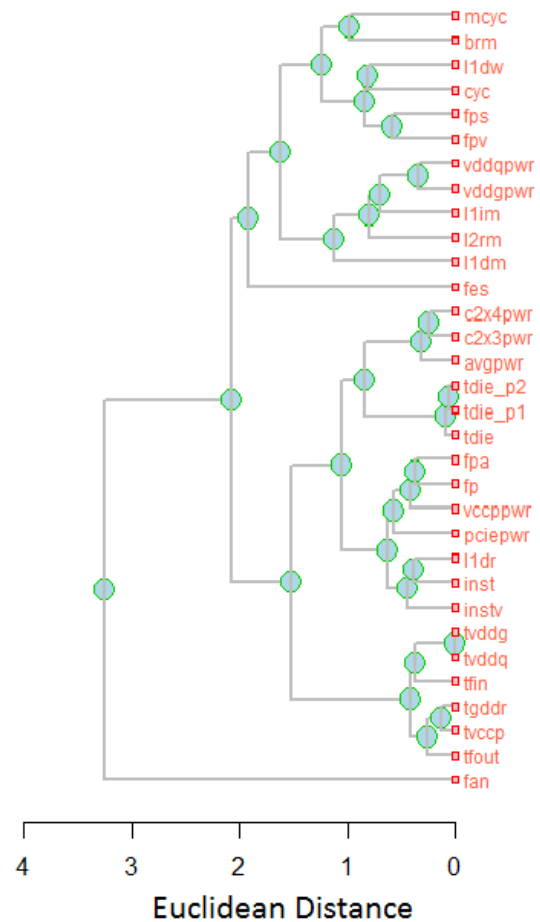 mcyc
brm
l1dw
cyc
fps
fpv
vddqpwr
vddgpwr
l1im
l2rm
l1dm
fes
c2x4pwr
c2x3pwr
avgpwr
tdie_p2
tdie_p1
tdie
fpa
fp
vccppwr
pciepwr
l1dr
inst
instv
tvddg
tvddq
tfin
tgddr
tvccp
tfout
fan
4 3 2 1 0
Euclidean Distance